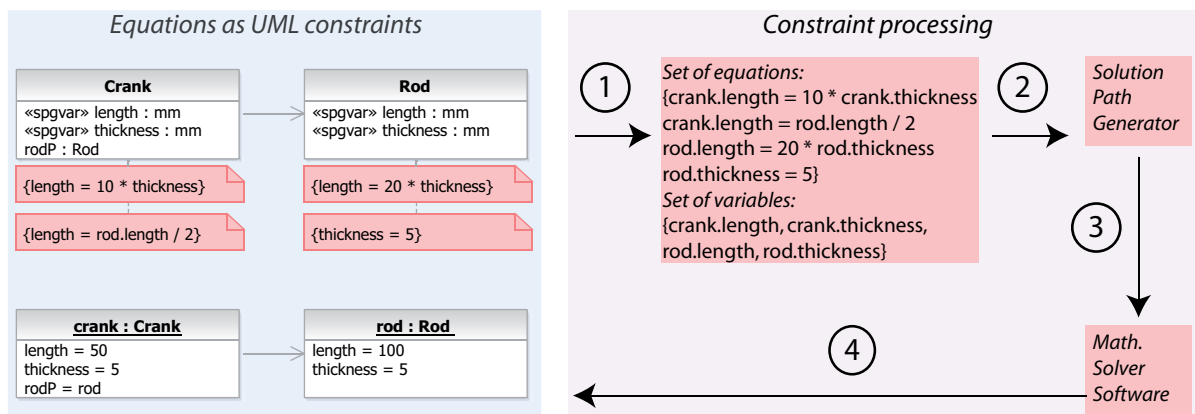 Equations as UML constraints
Crank
«spgvar» length : mm
«spgvar» thickness : mm
rodP : Rod
{length = 10 * thickness}
{length = rod.length / 2}
Rod
«spgvar» length : mm
«spgvar» thickness : mm
{length = 20 * thickness}
{thickness = 5}
crank : Crank
length = 50
thickness = 5
rodP = rod
rod : Rod
length = 100
thickness = 5
Constraint processing
1
Set of equations:
{crank.length = 10 * crank.thickness
crank.length = rod.length / 2
rod.length = 20 * rod.thickness
rod.thickness = 5}
Set of variables:
{crank.length, crank.thickness,
rod.length, rod.thickness}
2
Solution
Path
Generator
3
Math.
Solver
Software
4